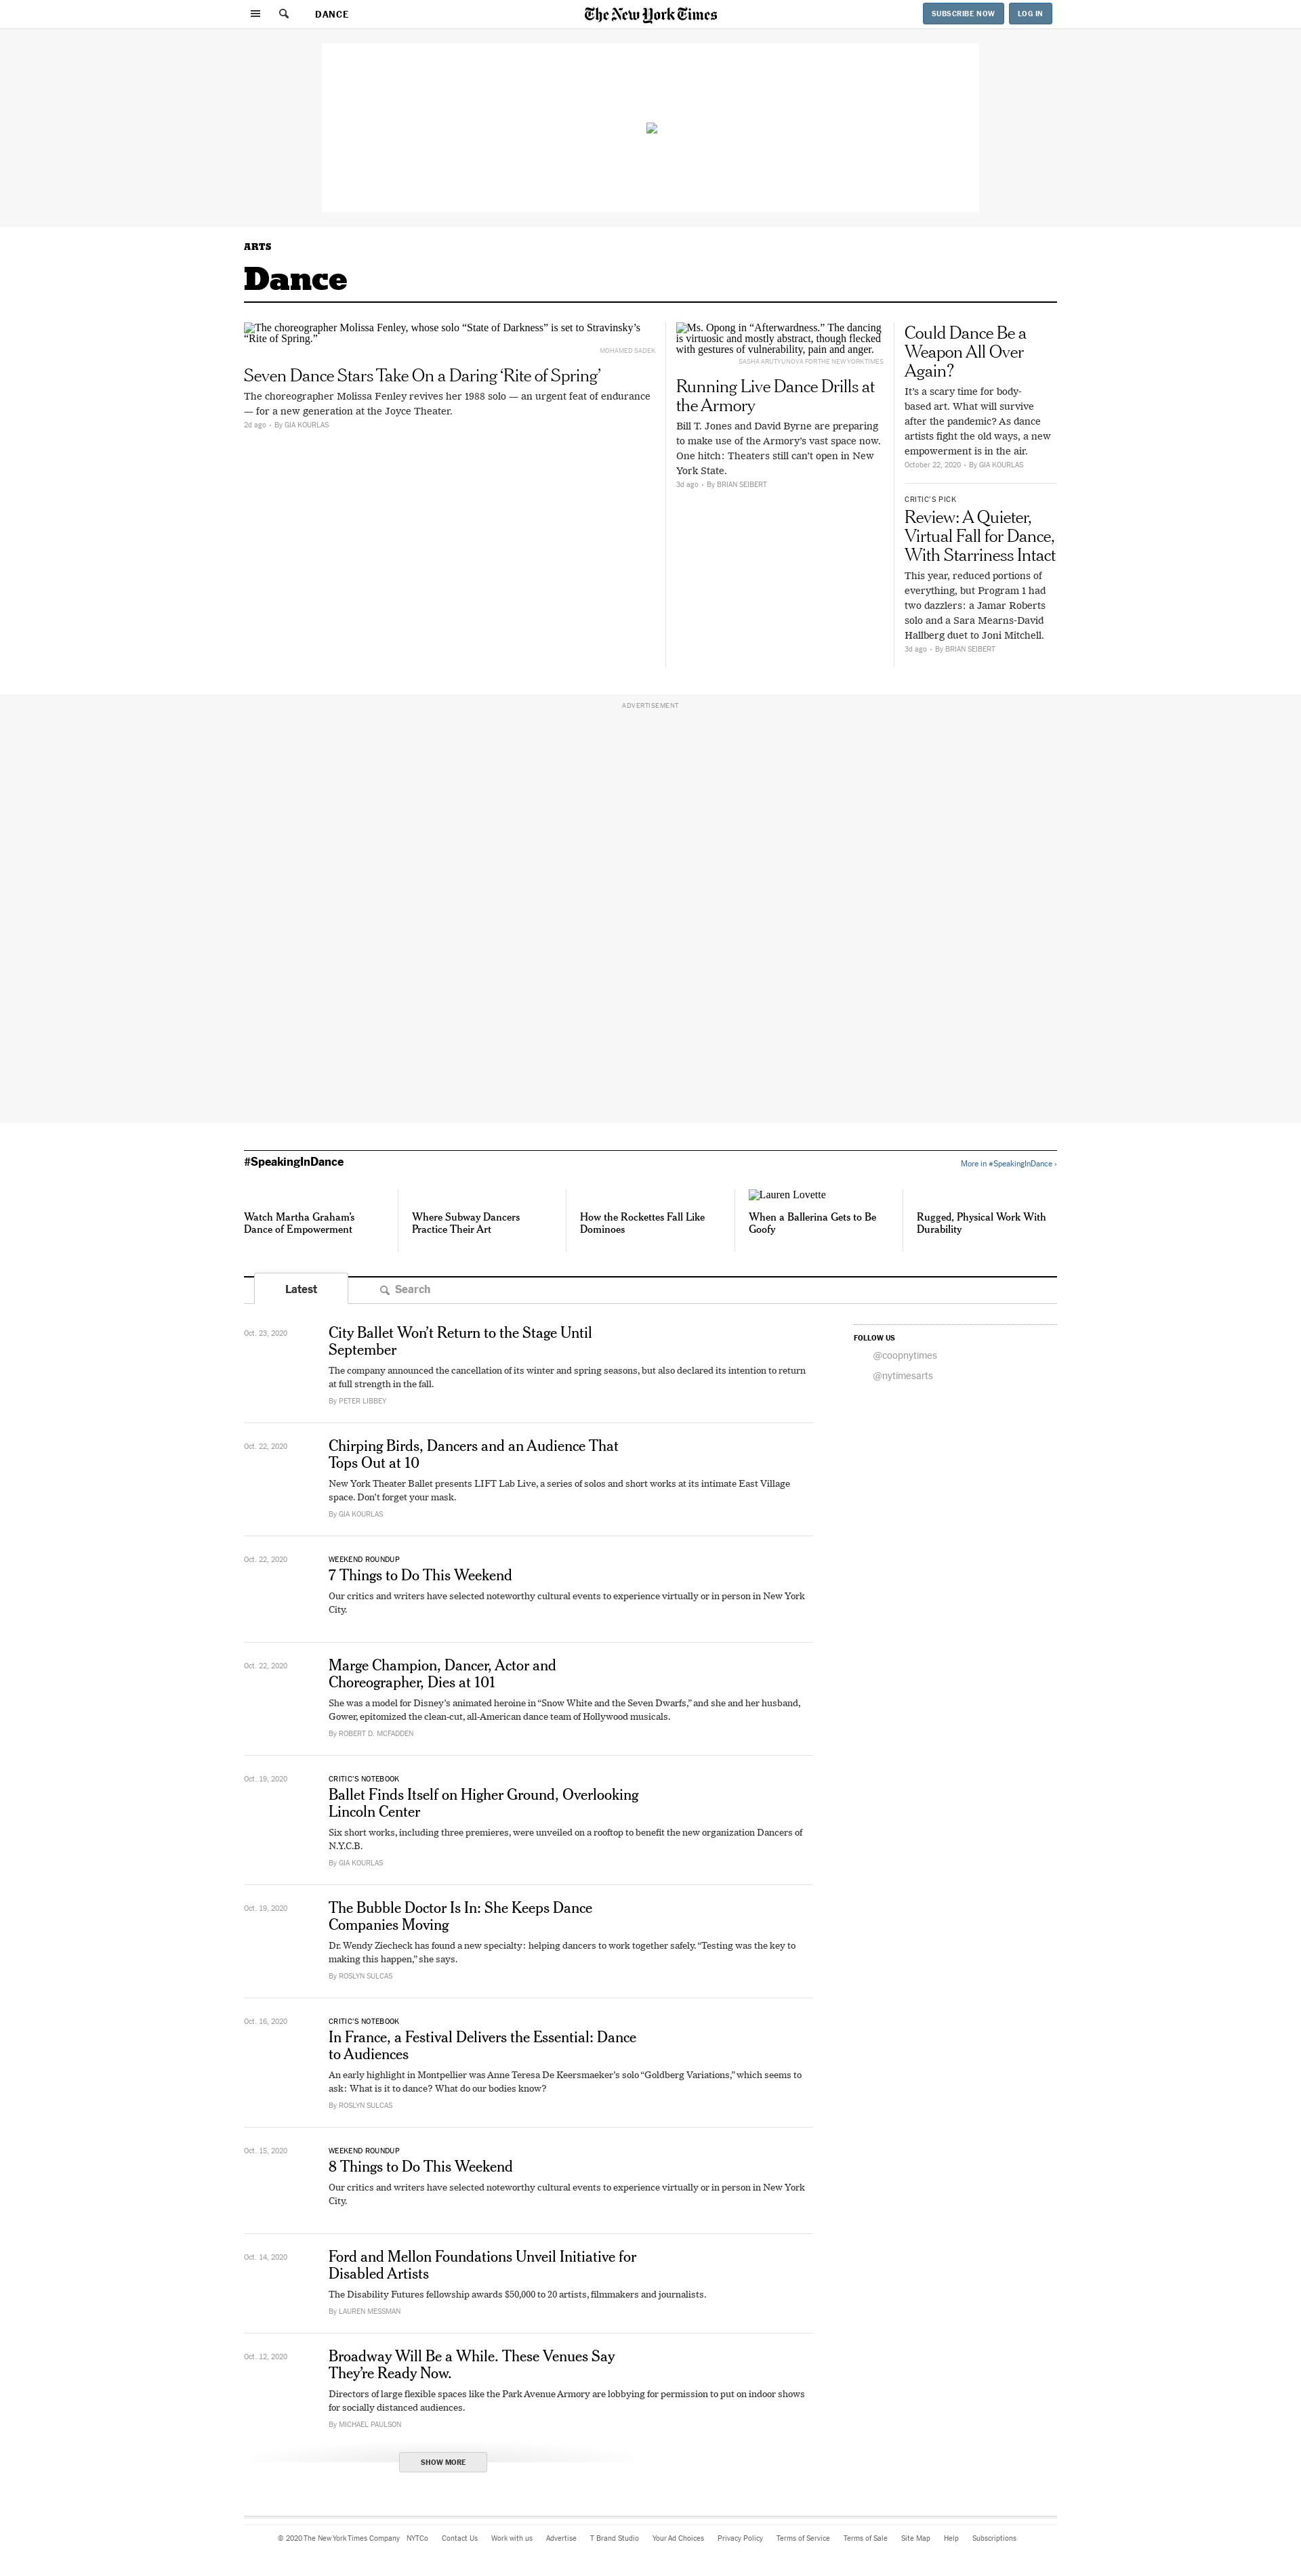 DANCE
The New York Times
SUBSCRIBE NOW
LOG IN
ARTS
Dance
The choreographer Molissa Fenley, whose solo “State of Darkness” is set to Stravinsky’s
“Rite of Spring.”
MOHAMED SADEK
Seven Dance Stars Take On a Daring ‘Rite of Spring’
The choreographer Molissa Fenley revives her 1988 solo — an urgent feat of endurance
— for a new generation at the Joyce Theater.
2d ago • By GIA KOURLAS
Ms. Opong in “Afterwardness.” The dancing
is virtuosic and mostly abstract, though flecked
with gestures of vulnerability, pain and anger.
SASHA ARUTYUNOVA FOR THE NEW YORK TIMES
Running Live Dance Drills at
the Armory
Bill T. Jones and David Byrne are preparing
to make use of the Armory’s vast space now.
One hitch: Theaters still can’t open in New
York State.
3d ago • By BRIAN SEIBERT
Could Dance Be a
Weapon All Over
Again?
It’s a scary time for body-
based art. What will survive
after the pandemic? As dance
artists fight the old ways, a new
empowerment is in the air.
October 22, 2020 • By GIA KOURLAS
CRITIC’S PICK
Review: A Quieter,
Virtual Fall for Dance,
With Starriness Intact
This year, reduced portions of
everything, but Program 1 had
two dazzlers: a Jamar Roberts
solo and a Sara Mearns-David
Hallberg duet to Joni Mitchell.
3d ago • By BRIAN SEIBERT
ADVERTISEMENT
#SpeakingInDance
More in #SpeakingInDance ›
Watch Martha Graham’s
Dance of Empowerment
Where Subway Dancers
Practice Their Art
How the Rockettes Fall Like
Dominoes
Lauren Lovette
When a Ballerina Gets to Be
Goofy
Rugged, Physical Work With
Durability
Latest
Search
Oct. 23, 2020
City Ballet Won’t Return to the Stage Until
September
The company announced the cancellation of its winter and spring seasons, but also declared its intention to return
at full strength in the fall.
By PETER LIBBEY
FOLLOW US
@coopnytimes
@nytimesarts
Oct. 22, 2020
Chirping Birds, Dancers and an Audience That
Tops Out at 10
New York Theater Ballet presents LIFT Lab Live, a series of solos and short works at its intimate East Village
space. Don’t forget your mask.
By GIA KOURLAS
Oct. 22, 2020
WEEKEND ROUNDUP
7 Things to Do This Weekend
Our critics and writers have selected noteworthy cultural events to experience virtually or in person in New York
City.
Oct. 22, 2020
Marge Champion, Dancer, Actor and
Choreographer, Dies at 101
She was a model for Disney’s animated heroine in “Snow White and the Seven Dwarfs,” and she and her husband,
Gower, epitomized the clean-cut, all-American dance team of Hollywood musicals.
By ROBERT D. MCFADDEN
Oct. 19, 2020
CRITIC’S NOTEBOOK
Ballet Finds Itself on Higher Ground, Overlooking
Lincoln Center
Six short works, including three premieres, were unveiled on a rooftop to benefit the new organization Dancers of
N.Y.C.B.
By GIA KOURLAS
Oct. 19, 2020
The Bubble Doctor Is In: She Keeps Dance
Companies Moving
Dr. Wendy Ziecheck has found a new specialty: helping dancers to work together safely. “Testing was the key to
making this happen,” she says.
By ROSLYN SULCAS
Oct. 16, 2020
CRITIC’S NOTEBOOK
In France, a Festival Delivers the Essential: Dance
to Audiences
An early highlight in Montpellier was Anne Teresa De Keersmaeker’s solo “Goldberg Variations,” which seems to
ask: What is it to dance? What do our bodies know?
By ROSLYN SULCAS
Oct. 15, 2020
WEEKEND ROUNDUP
8 Things to Do This Weekend
Our critics and writers have selected noteworthy cultural events to experience virtually or in person in New York
City.
Oct. 14, 2020
Ford and Mellon Foundations Unveil Initiative for
Disabled Artists
The Disability Futures fellowship awards $50,000 to 20 artists, filmmakers and journalists.
By LAUREN MESSMAN
Oct. 12, 2020
Broadway Will Be a While. These Venues Say
They’re Ready Now.
Directors of large flexible spaces like the Park Avenue Armory are lobbying for permission to put on indoor shows
for socially distanced audiences.
By MICHAEL PAULSON
SHOW MORE
© 2020 The New York Times Company NYTCo Contact Us Work with us Advertise T Brand Studio Your Ad Choices Privacy Policy Terms of Service Terms of Sale Site Map Help Subscriptions